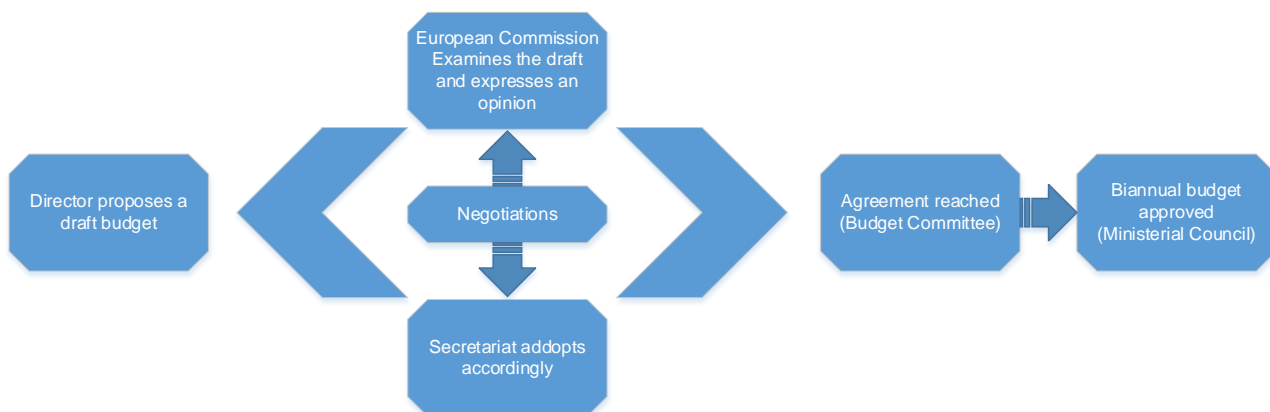 Director proposes a
draft budget
European Commission
Examines the draft
and expresses an
opinion
Negotiations
Secretariat addopts
accordingly
Agreement reached
(Budget Committee)
Biannual budget
approved
(Ministerial Council)